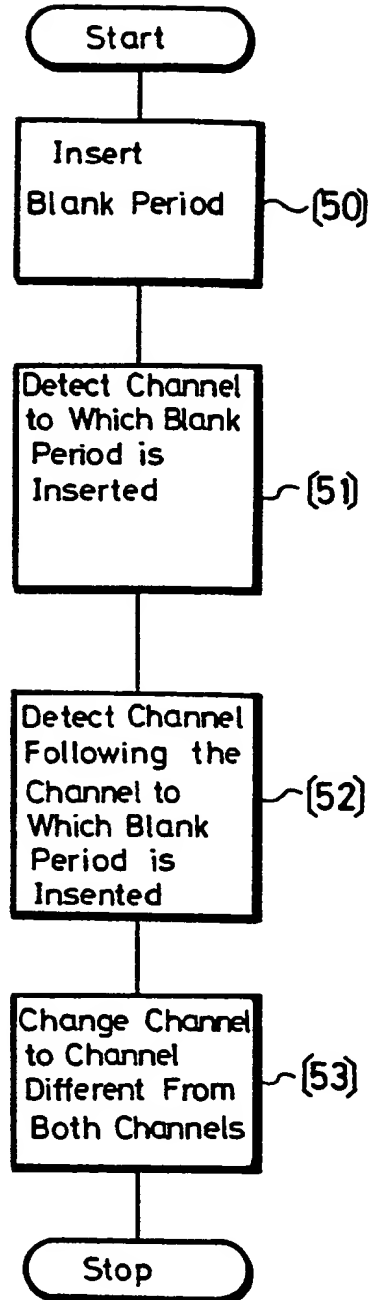 Start
Insert
Blank Period
(50)
Detect Channel
to Which Blank
Period is
Inserted
(51)
Detect Channel
Following the
Channel to
Which Blank
Period is
Insented
(52)
Change Channel
to Channel
Different From
Both Channels
(53)
Stop